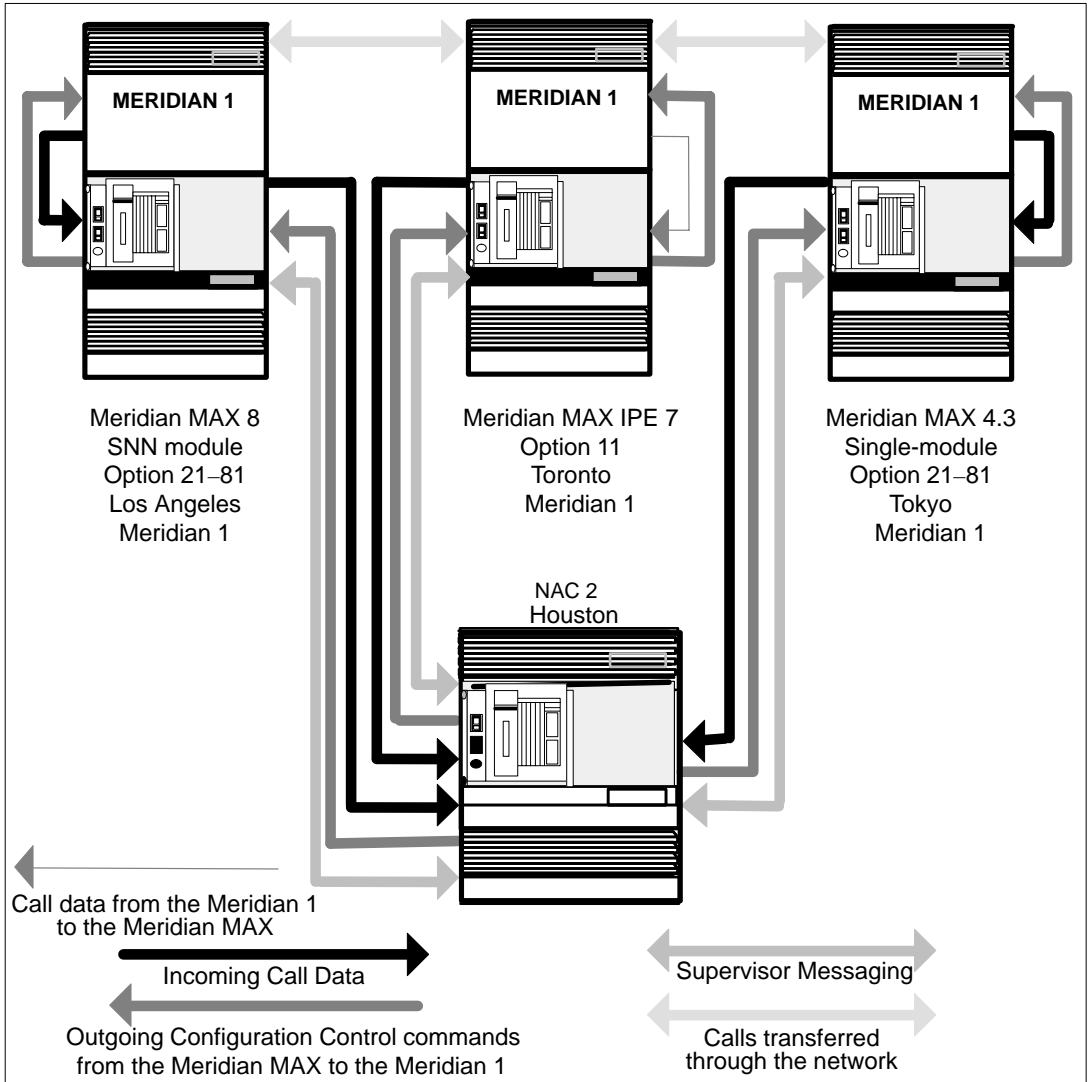 MERIDIAN 1
MERIDIAN 1
MERIDIAN 1
Meridian MAX 8
SNN module
Option 21–81
Los Angeles
Meridian 1
Meridian MAX IPE 7
Option 11
Toronto
Meridian 1
Meridian MAX 4.3
Single-module
Option 21–81
Tokyo
Meridian 1
NAC 2
Houston
Call data from the Meridian 1
to the Meridian MAX
Incoming Call Data
Outgoing Configuration Control commands
from the Meridian MAX to the Meridian 1
Supervisor Messaging
Calls transferred
through the network